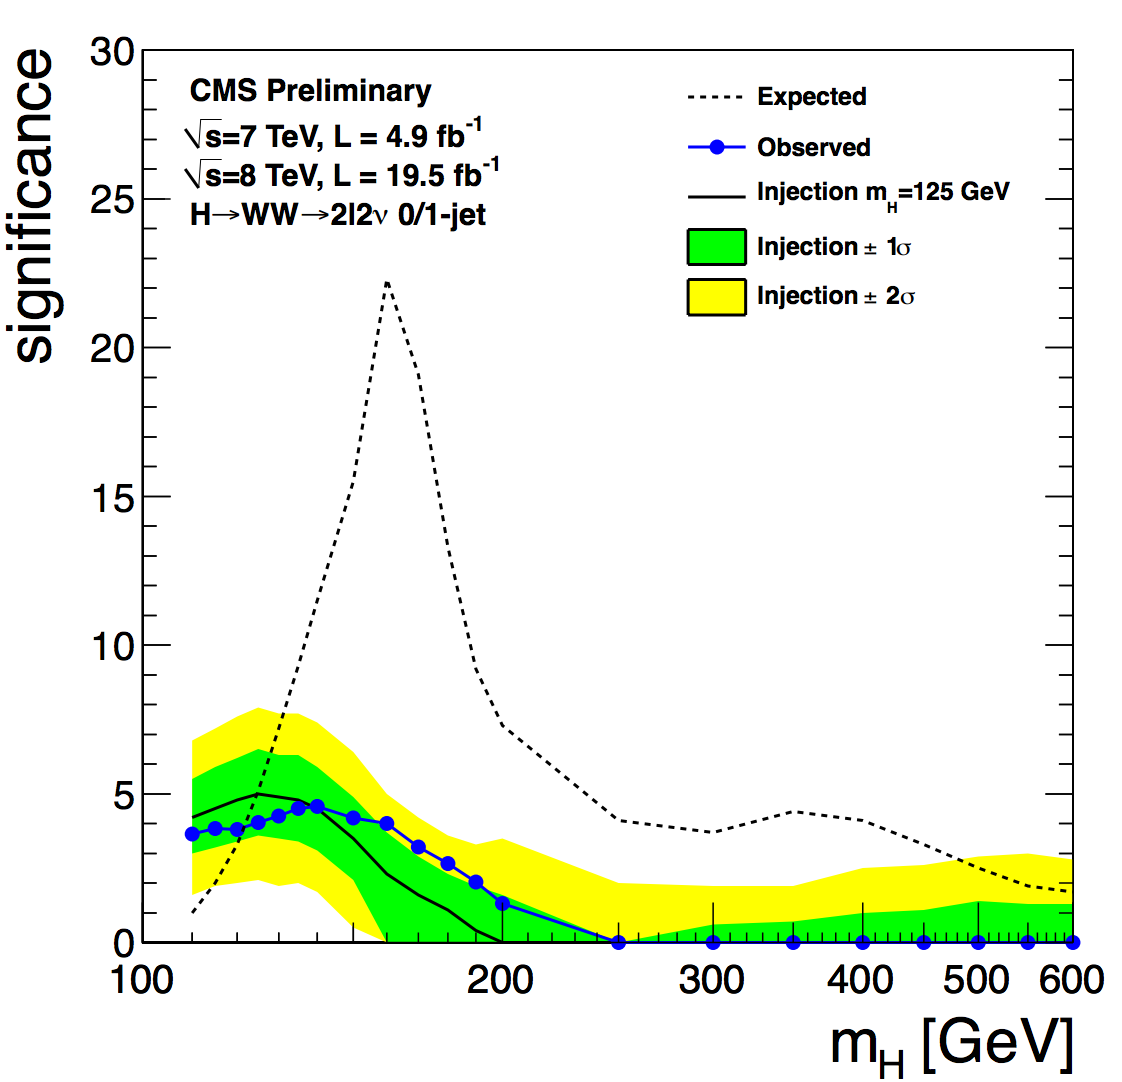 significance
30
25
20
15
10
5
0
CMS Preliminary
√s=7 TeV, L = 4.9 fb⁻¹
√s=8 TeV, L = 19.5 fb⁻¹
H→WW→2l2ν 0/1-jet
Expected
Observed
Injection m_H=125 GeV
Injection ± 1σ
Injection ± 2σ
100 200 300 400 500 600
m_H [GeV]